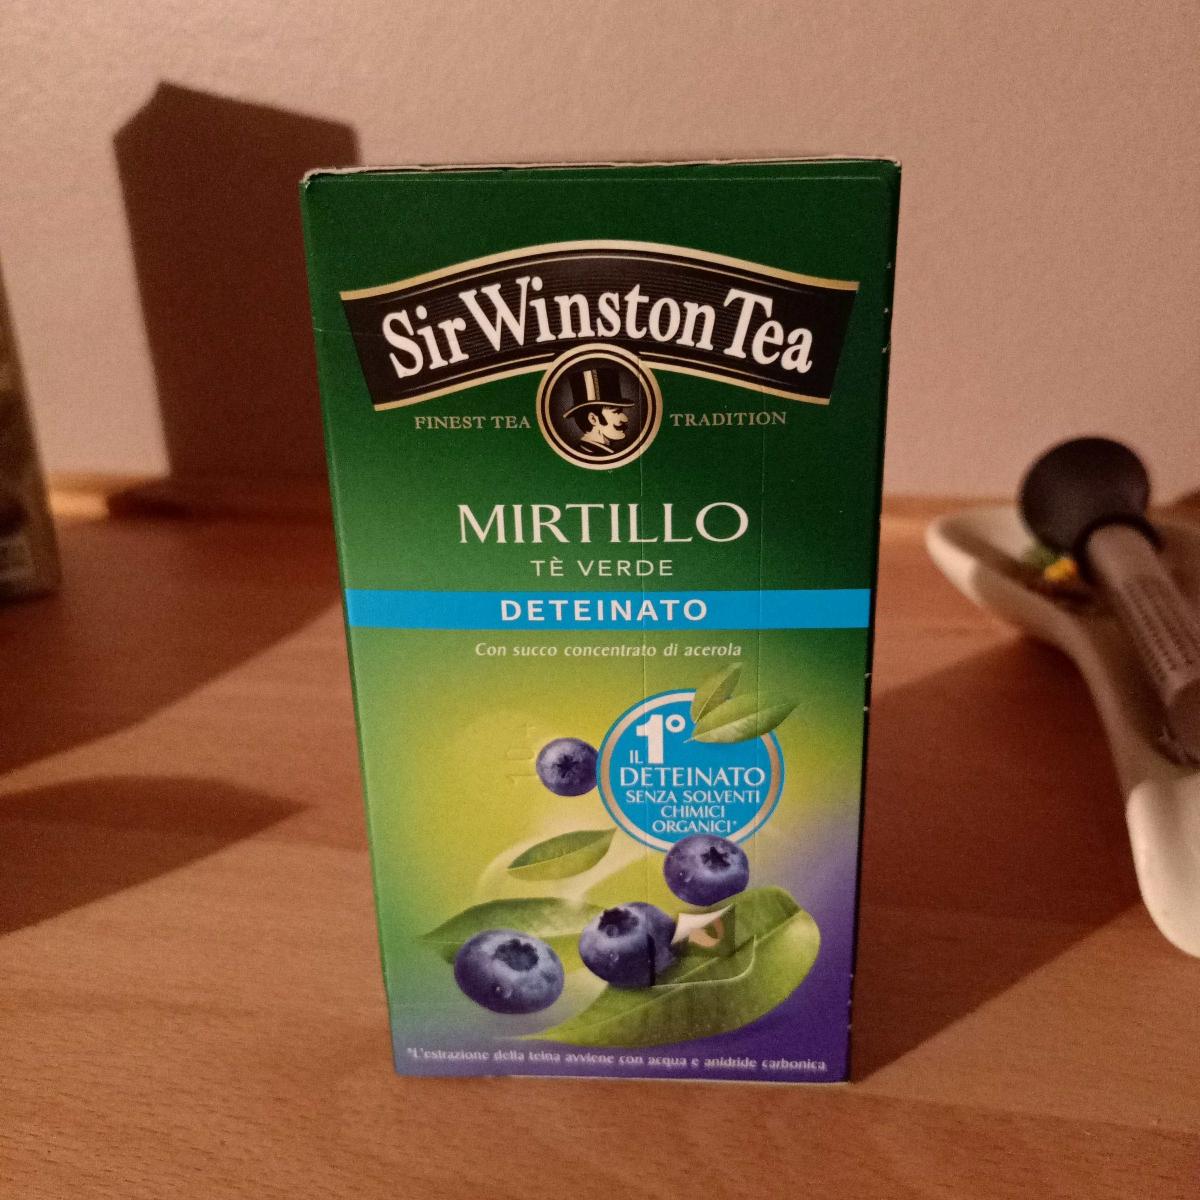 Sir Winston Tea
FINEST TEA TRADITION
MIRTILLO
TÈ VERDE
DETEINATO
Con succo concentrato di acerola
IL 1°
DETEINATO
SENZA SOLVENTI
CHIMICI
ORGANICI*
*L'estrazione della teina avviene con acqua e anidride carbonica